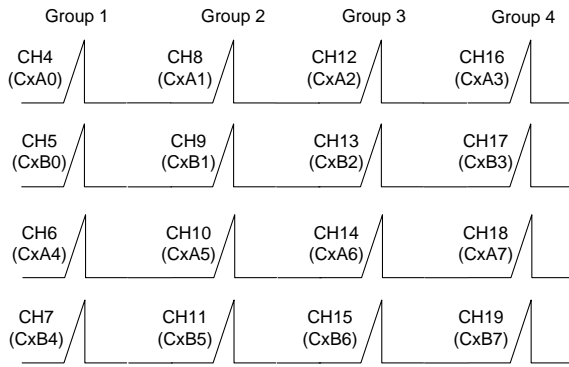 Group 1 Group 2 Group 3 Group 4
CH4 CH8 CH12 CH16
(CxA0) (CxA1) (CxA2) (CxA3)
CH5 CH9 CH13 CH17
(CxB0) (CxB1) (CxB2) (CxB3)
CH6 CH10 CH14 CH18
(CxA4) (CxA5) (CxA6) (CxA7)
CH7 CH11 CH15 CH19
(CxB4) (CxB5) (CxB6) (CxB7)